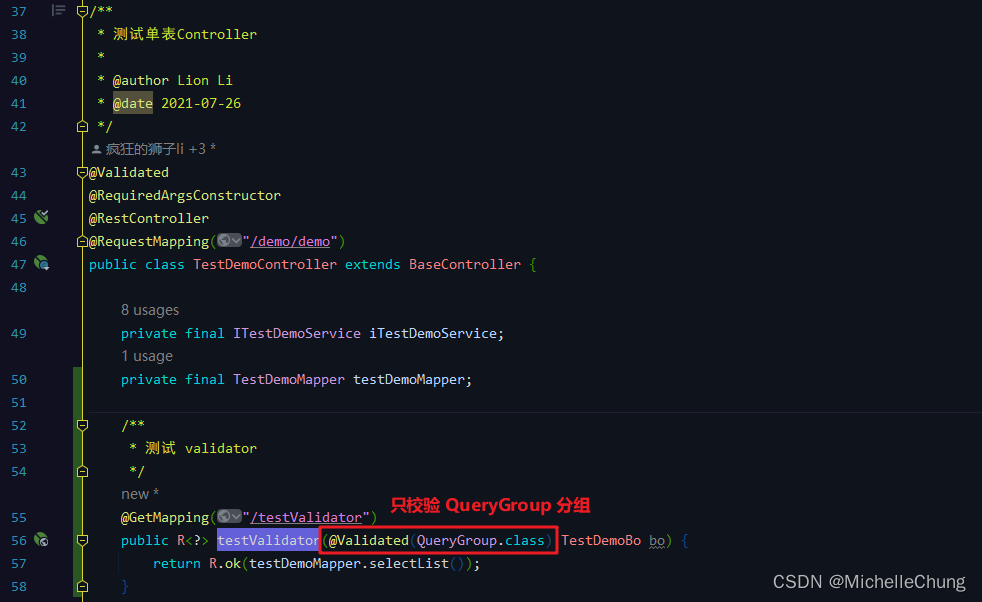 37 /**
38 * 测试单表Controller
39 *
40 * @author Lion Li
41 * @date 2021-07-26
42 */
疯狂的狮子li +3 *
43 @Validated
44 @RequiredArgsConstructor
45 @RestController
46 @RequestMapping("/demo/demo")
47 public class TestDemoController extends BaseController {
48
8 usages
49 private final ITestDemoService iTestDemoService;
1 usage
50 private final TestDemoMapper testDemoMapper;
51
52 /**
53 * 测试 validator
54 */
new *
只校验 QueryGroup 分组
55 @GetMapping("/testValidator")
56 public R<?> testValidator(@Validated(QueryGroup.class) TestDemoBo bo) {
57 return R.ok(testDemoMapper.selectList());
58 }
CSDN @MichelleChung